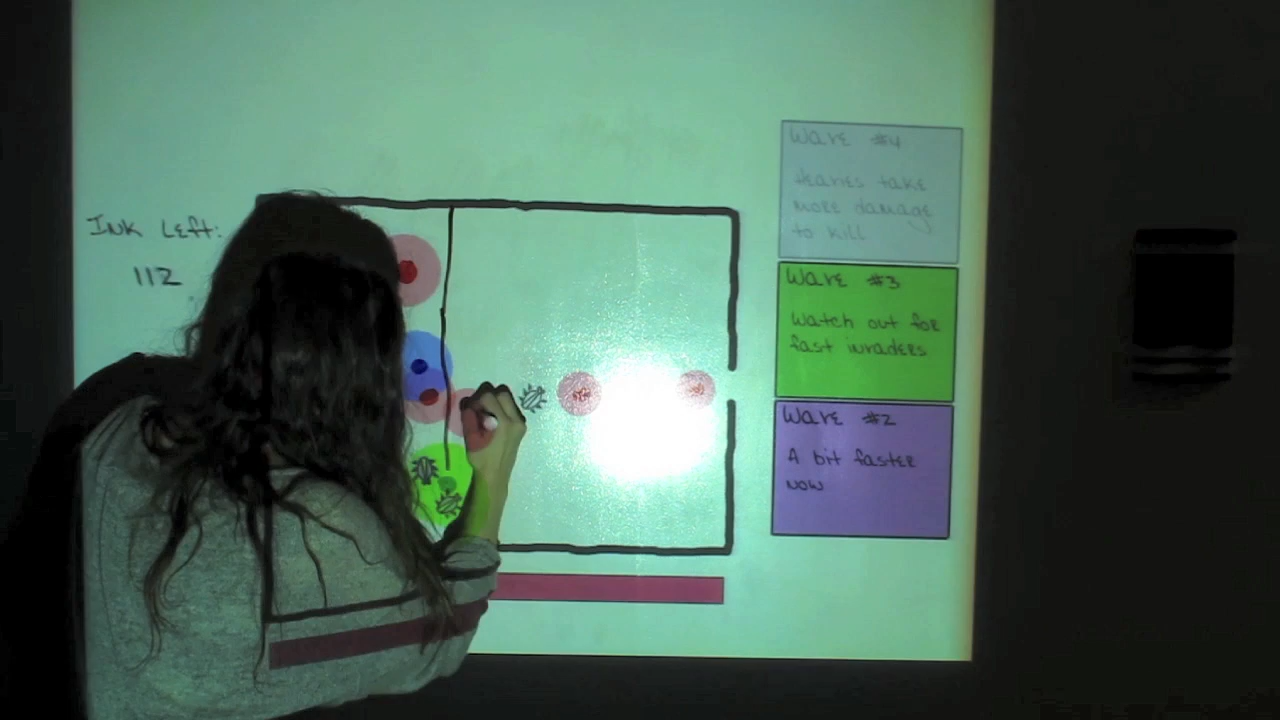 Ink Left:
112
Wave #4
Heavies take
more damage
to kill
Wave #3
Watch out for
fast invaders
Wave #2
A bit faster
now